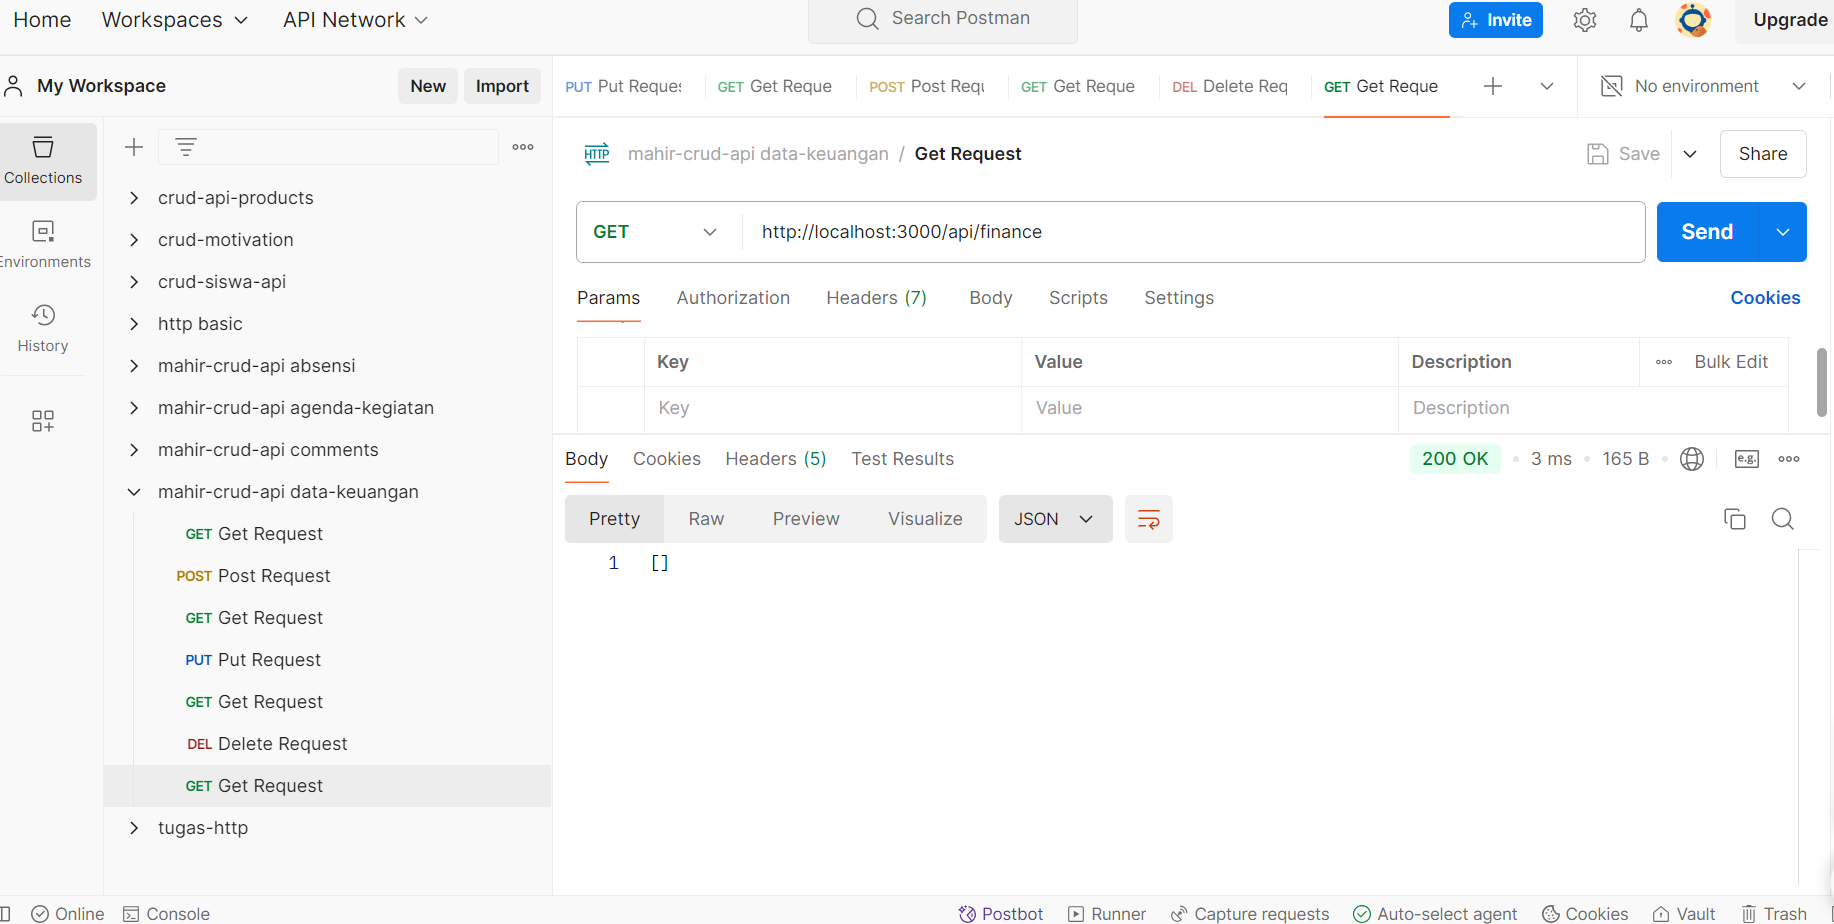 Home Workspaces API Network Search Postman Invite Upgrade
My Workspace New Import PUT Put Reques GET Get Reque POST Post Requ GET Get Reque DEL Delete Req GET Get Reque No environment
Collections
Environments
History
crud-api-products
crud-motivation
crud-siswa-api
http basic
mahir-crud-api absensi
mahir-crud-api agenda-kegiatan
mahir-crud-api comments
mahir-crud-api data-keuangan
GET Get Request
POST Post Request
GET Get Request
PUT Put Request
GET Get Request
DEL Delete Request
GET Get Request
tugas-http
HTTP mahir-crud-api data-keuangan / Get Request Save Share
GET http://localhost:3000/api/finance Send
Params Authorization Headers (7) Body Scripts Settings Cookies
Key Value Description Bulk Edit
Key Value Description
Body Cookies Headers (5) Test Results 200 OK 3 ms 165 B e.g.
Pretty Raw Preview Visualize JSON
1 []
Online Console Postbot Runner Capture requests Auto-select agent Cookies Vault Trash